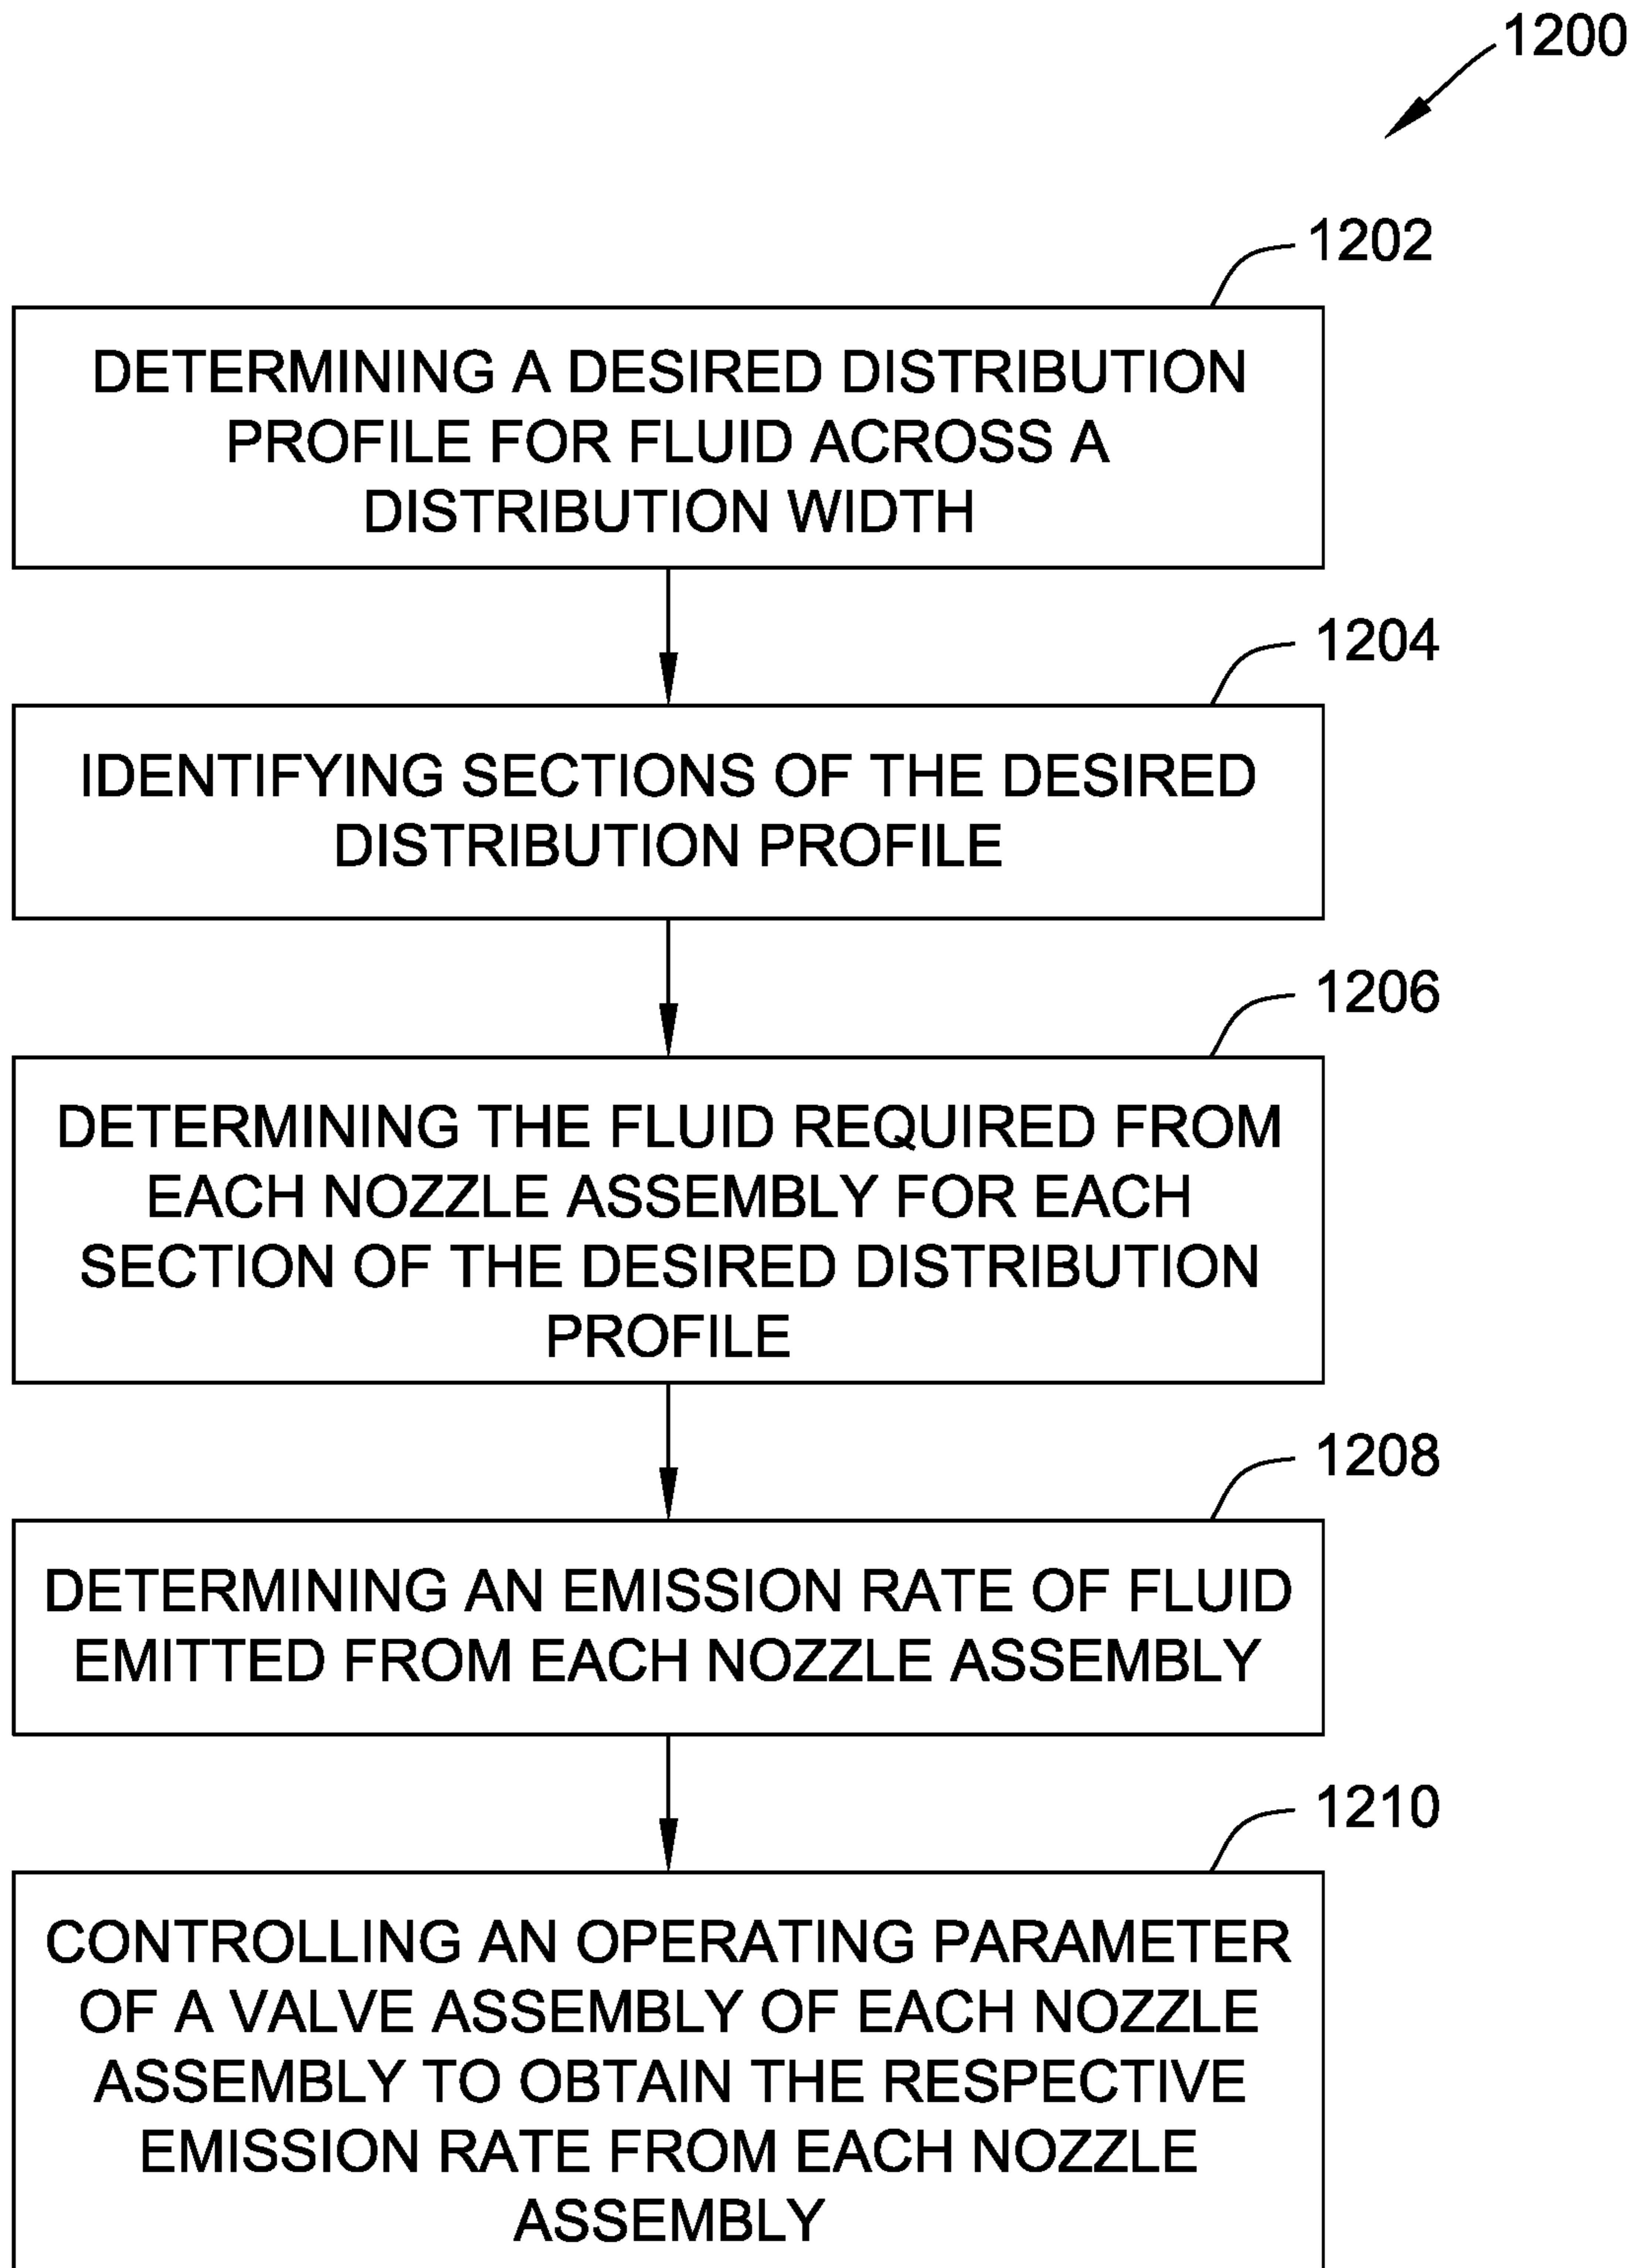 1200
1202
DETERMINING A DESIRED DISTRIBUTION
PROFILE FOR FLUID ACROSS A
DISTRIBUTION WIDTH
1204
IDENTIFYING SECTIONS OF THE DESIRED
DISTRIBUTION PROFILE
1206
DETERMINING THE FLUID REQUIRED FROM
EACH NOZZLE ASSEMBLY FOR EACH
SECTION OF THE DESIRED DISTRIBUTION
PROFILE
1208
DETERMINING AN EMISSION RATE OF FLUID
EMITTED FROM EACH NOZZLE ASSEMBLY
1210
CONTROLLING AN OPERATING PARAMETER
OF A VALVE ASSEMBLY OF EACH NOZZLE
ASSEMBLY TO OBTAIN THE RESPECTIVE
EMISSION RATE FROM EACH NOZZLE
ASSEMBLY